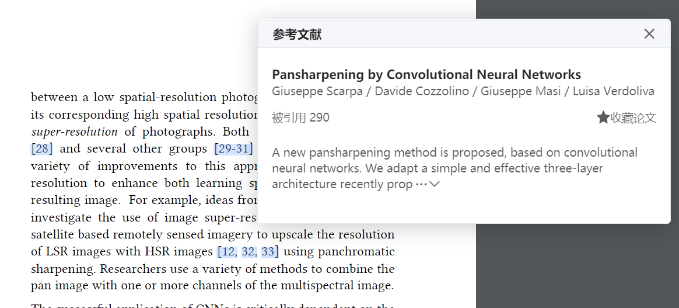 between a low spatial-resolution photog
its corresponding high spatial resolution
super-resolution of photographs. Both
[28] and several other groups [29-31]
variety of improvements to this appr
resolution to enhance both learning sp
resulting image. For example, ideas from
investigate the use of image super-res
satellite based remotely sensed imagery to upscale the resolution
of LSR images with HSR images [12, 32, 33] using panchromatic
sharpening. Researchers use a variety of methods to combine the
pan image with one or more channels of the multispectral image.
参考文献
Pansharpening by Convolutional Neural Networks
Giuseppe Scarpa / Davide Cozzolino / Giuseppe Masi / Luisa Verdoliva
被引用 290
收藏论文
A new pansharpening method is proposed, based on convolutional
neural networks. We adapt a simple and effective three-layer
architecture recently prop ···